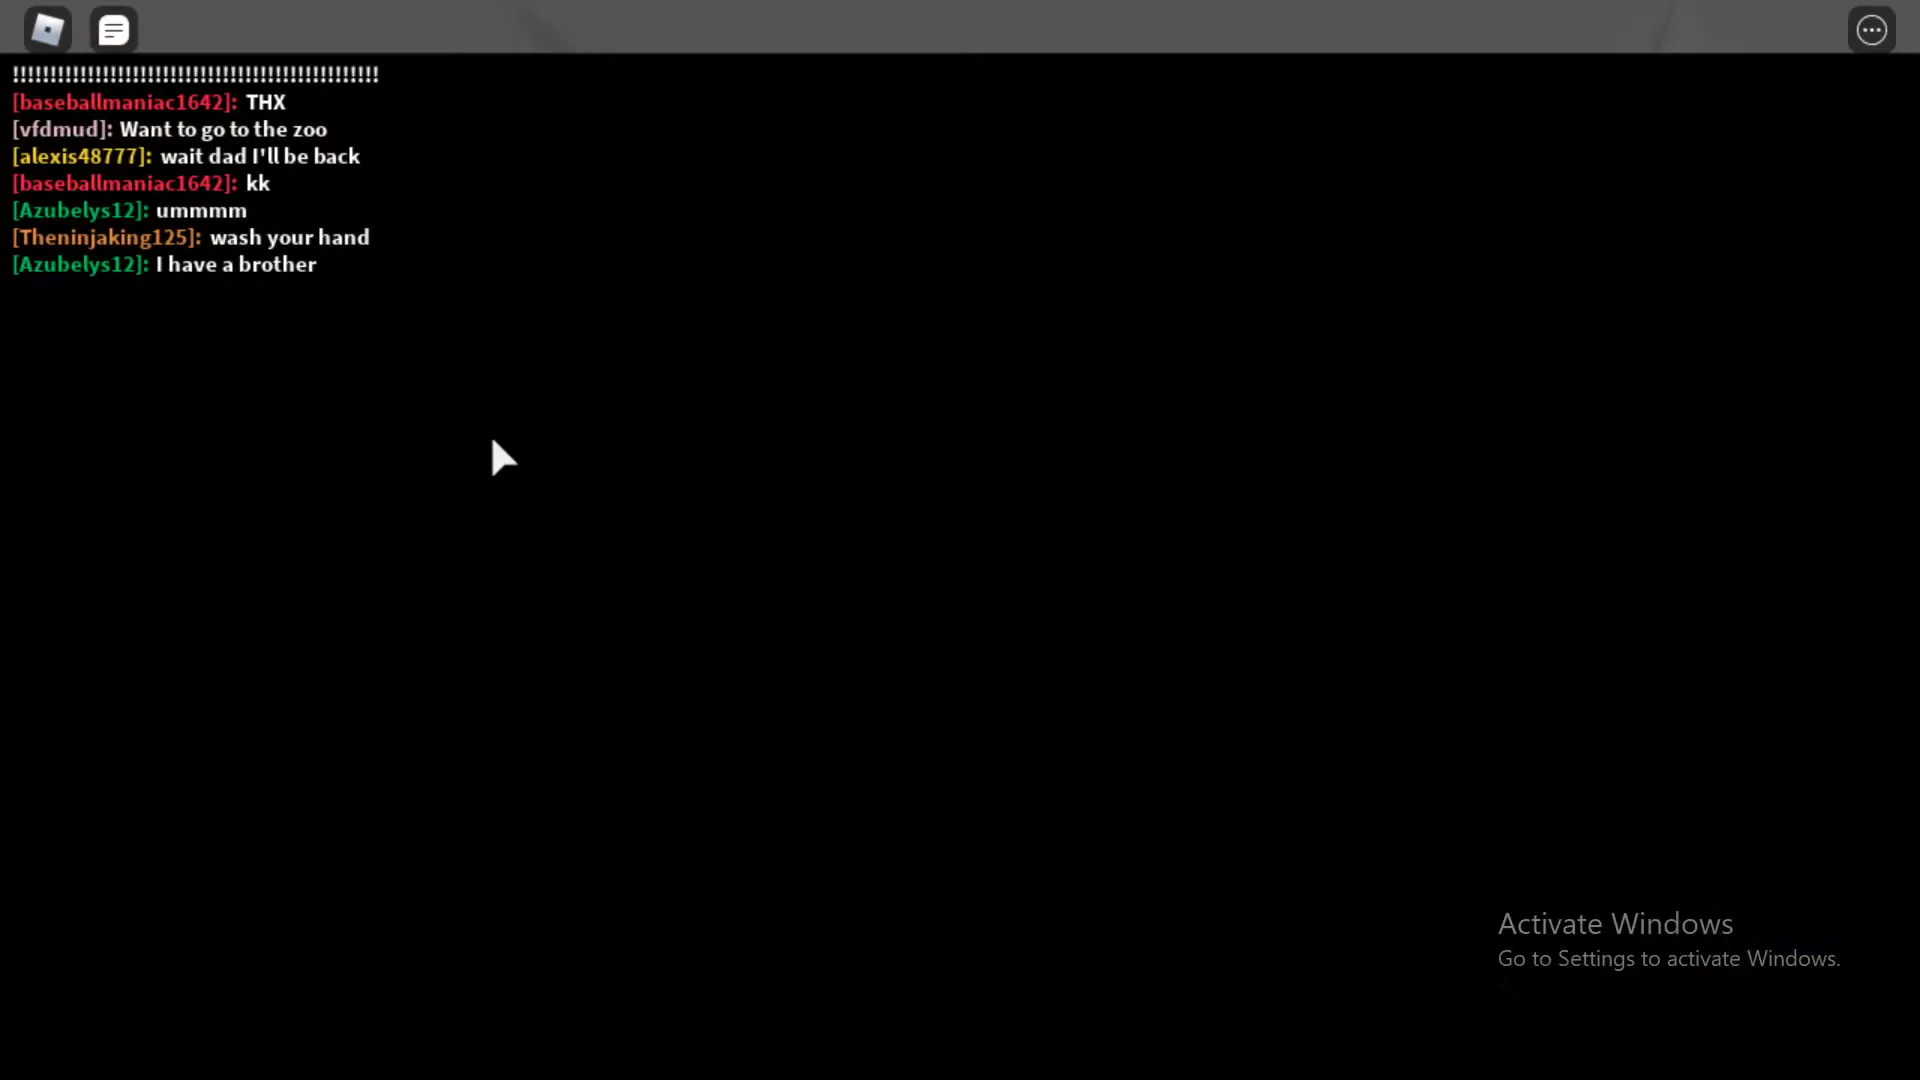 !!!!!!!!!!!!!!!!!!!!!!!!!!!!!!!!!!!!!!!!!!!!!!!!!
[baseballmaniac1642]: THX
[vfdmud]: Want to go to the zoo
[alexis48777]: wait dad I'll be back
[baseballmaniac1642]: kk
[Azubelys12]: ummmm
[Theninjaking125]: wash your hand
[Azubelys12]: I have a brother
Activate Windows
Go to Settings to activate Windows.